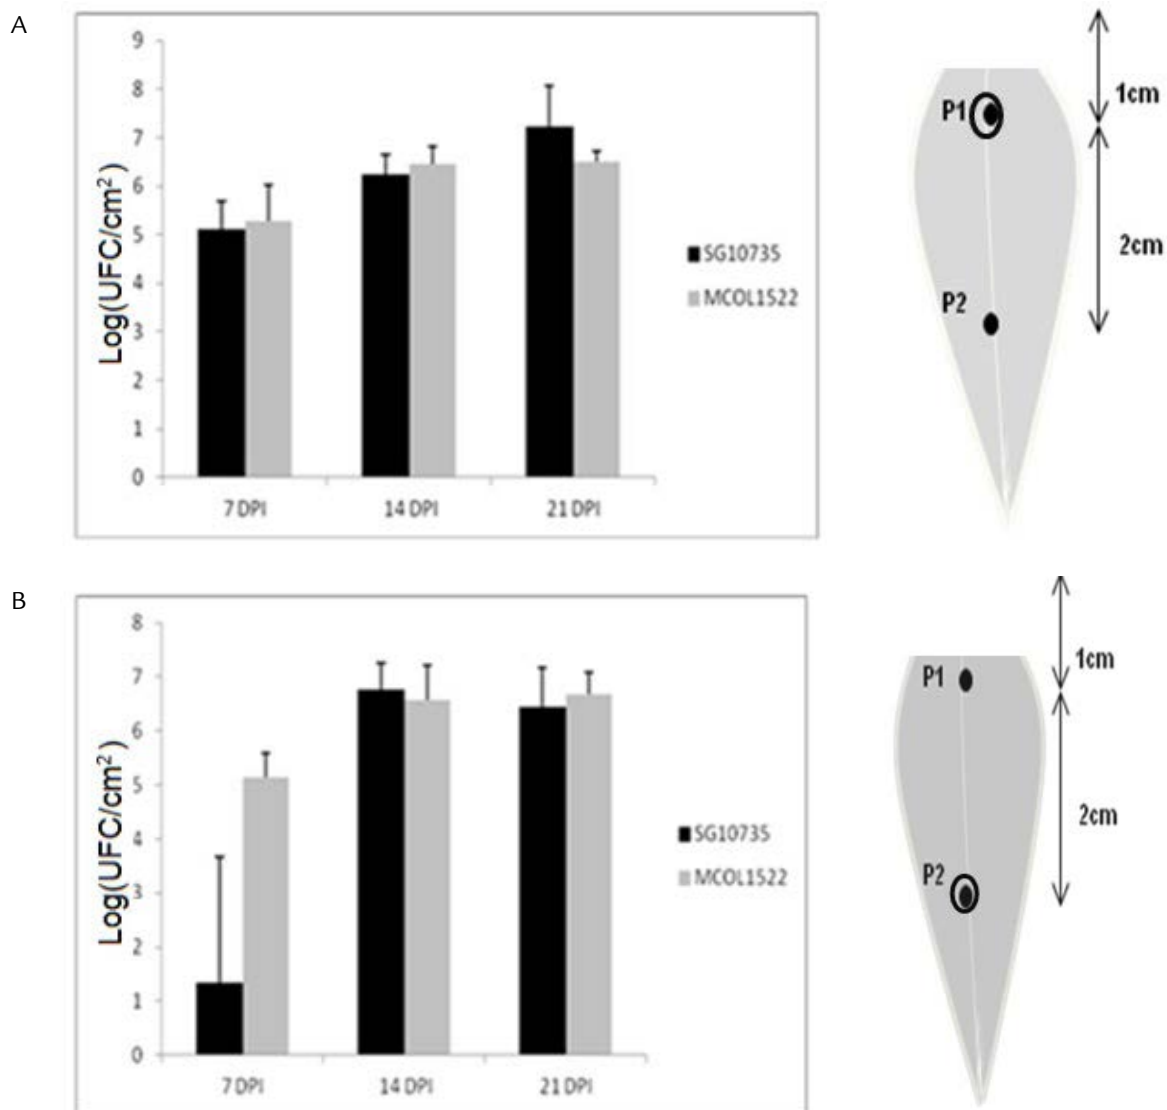 A
9
8
7
6
5
4
3
2
1
0
Log(UFC/cm²)
7 DPI
14 DPI
21 DPI
SG10735
MCOL1522
P1
P2
1cm
2cm
B
8
7
6
5
4
3
2
1
0
Log(UFC/cm²)
7 DPI
14 DPI
21 DPI
SG10735
MCOL1522
P1
P2
1cm
2cm